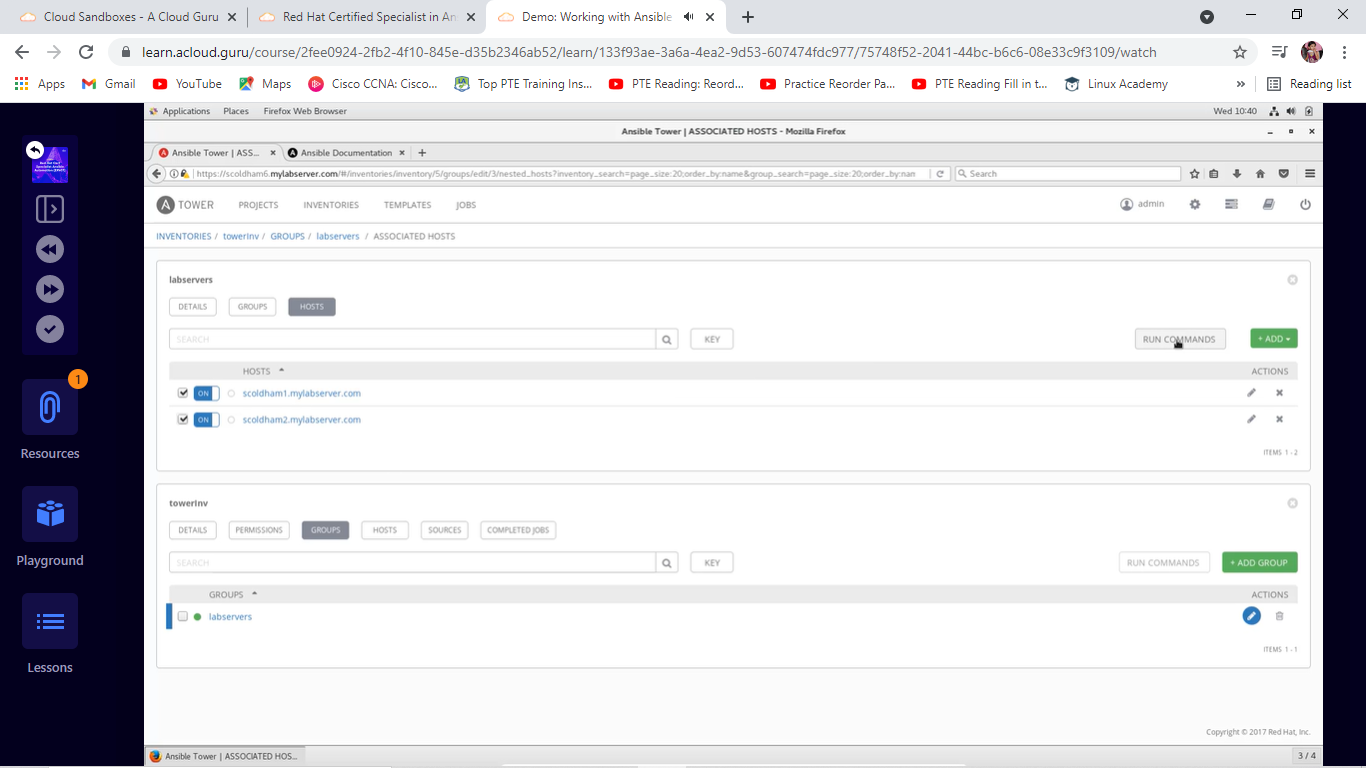 Cloud Sandboxes - A Cloud Guru
Red Hat Certified Specialist in An
Demo: Working with Ansible
learn.acloud.guru/course/2fee0924-2fb2-4f10-845e-d35b2346ab52/learn/133f93ae-3a6a-4ea2-9d53-607474fdc977/75748f52-2041-44bc-b6c6-08e33c9f3109/watch
Apps Gmail YouTube Maps Cisco CCNA: Cisco... Top PTE Training Ins... PTE Reading: Reord... Practice Reorder Pa... PTE Reading Fill in t... Linux Academy » Reading list
Applications Places Firefox Web Browser Wed 10:40
Ansible Tower | ASSOCIATED HOSTS - Mozilla Firefox
Ansible Tower | ASS... Ansible Documentation
https://scoldham6.mylabserver.com/#/inventories/inventory/5/groups/edit/3/nested_hosts?inventory_search=page_size:20;order_by:name&group_search=page_size:20;order_by:nam Search
A TOWER PROJECTS INVENTORIES TEMPLATES JOBS admin
INVENTORIES / towerinv / GROUPS / labservers / ASSOCIATED HOSTS
labservers
DETAILS GROUPS HOSTS
SEARCH KEY RUN COMMANDS + ADD
HOSTS ACTIONS
ON scoldham1.mylabserver.com
ON scoldham2.mylabserver.com
ITEMS 1 - 2
towerinv
DETAILS PERMISSIONS GROUPS HOSTS SOURCES COMPLETED JOBS
SEARCH KEY RUN COMMANDS + ADD GROUP
GROUPS ACTIONS
labservers
ITEMS 1 - 1
Copyright © 2017 Red Hat, Inc.
Ansible Tower | ASSOCIATED HOS... 3 / 4
1
Resources
Playground
Lessons